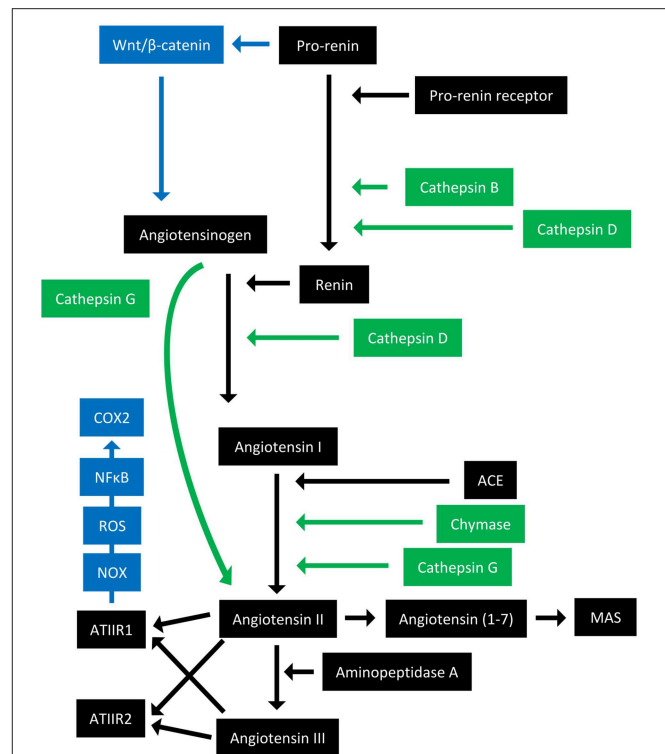 Wnt/β-catenin
Pro-renin
Pro-renin receptor
Cathepsin B
Cathepsin D
Angiotensinogen
Cathepsin G
Renin
Cathepsin D
COX2
Angiotensin I
NFκB
ACE
ROS
Chymase
NOX
Cathepsin G
ATIIR1
Angiotensin II
Angiotensin (1-7)
MAS
Aminopeptidase A
ATIIR2
Angiotensin III